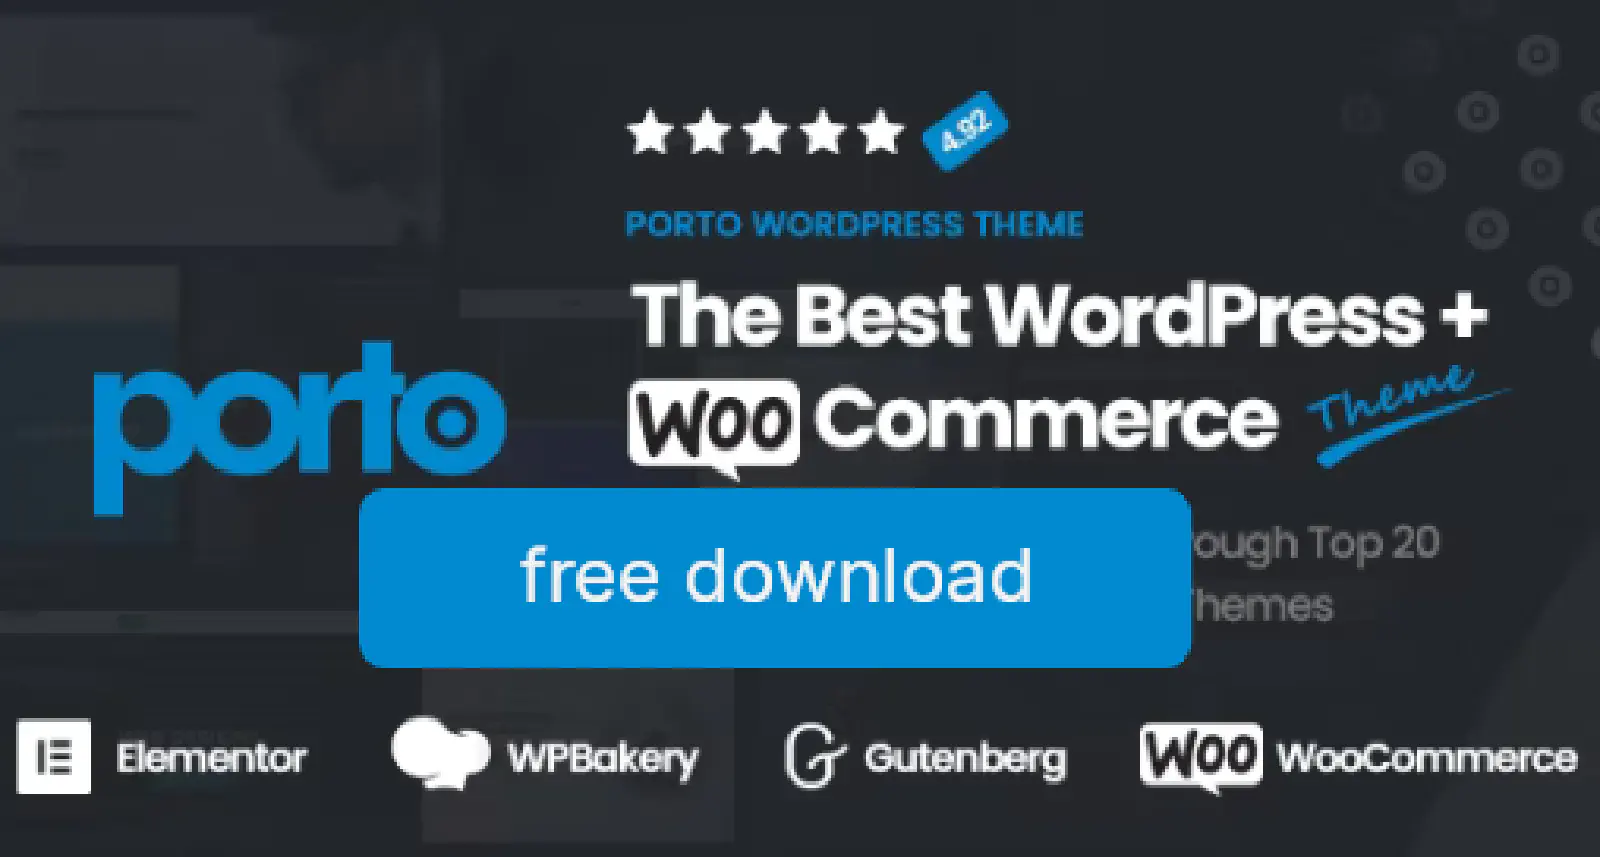 4.92
PORTO WORDPRESS THEME
The Best WordPress +
Woo Commerce Theme
porto
free download
ough Top 20
hemes
Elementor
WPBakery
Gutenberg
Woo WooCommerce